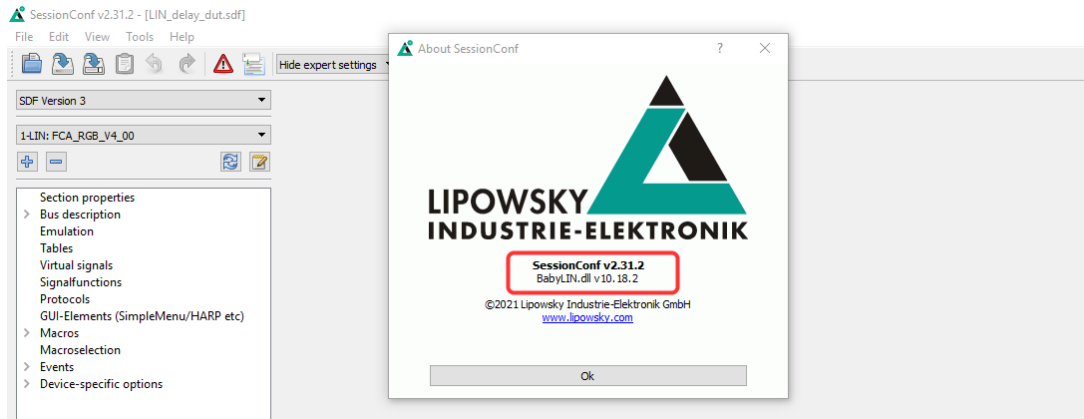 SessionConf v2.31.2 - [LIN_delay_dut.sdf]
File Edit View Tools Help
Hide expert settings
SDF Version 3
1-LIN: FCA_RGB_V4_00
Section properties
Bus description
Emulation
Tables
Virtual signals
Signalfunctions
Protocols
GUI-Elements (SimpleMenu/HARP etc)
Macros
Macroselection
Events
Device-specific options
About SessionConf
LIPOWSKY
INDUSTRIE-ELEKTRONIK
SessionConf v2.31.2
BabyLIN.dll v10.18.2
©2021 Lipowsky Industrie-Elektronik GmbH
www.lipowsky.com
Ok